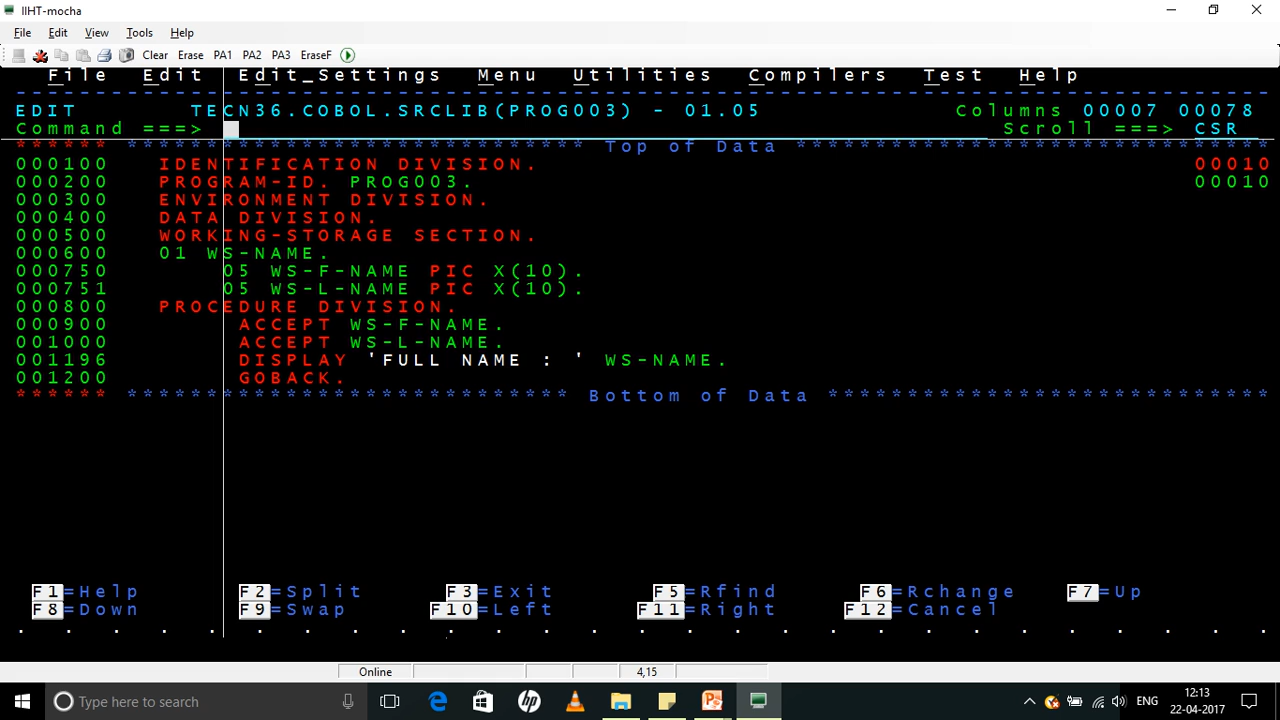 IIHT-mocha
File Edit View Tools Help
Clear Erase PA1 PA2 PA3 EraseF
File Edit Edit_Settings Menu Utilities Compilers Test Help
EDIT TECN36.COBOL.SRCLIB(PROG003) - 01.05 Columns 00007 00078
Command ===> Scroll ===> CSR
****** **************************** Top of Data ******************************
000100 IDENTIFICATION DIVISION. 00010
000200 PROGRAM-ID. PROG003. 00010
000300 ENVIRONMENT DIVISION.
000400 DATA DIVISION.
000500 WORKING-STORAGE SECTION.
000600 01 WS-NAME.
000750 05 WS-F-NAME PIC X(10).
000751 05 WS-L-NAME PIC X(10).
000800 PROCEDURE DIVISION.
000900 ACCEPT WS-F-NAME.
001000 ACCEPT WS-L-NAME.
001196 DISPLAY 'FULL NAME : ' WS-NAME.
001200 GOBACK.
****** **************************** Bottom of Data ****************************
F1=Help F2=Split F3=Exit F5=Rfind F6=Rchange F7=Up
F8=Down F9=Swap F10=Left F11=Right F12=Cancel
Online 4,15
Type here to search ENG 12:13
22-04-2017